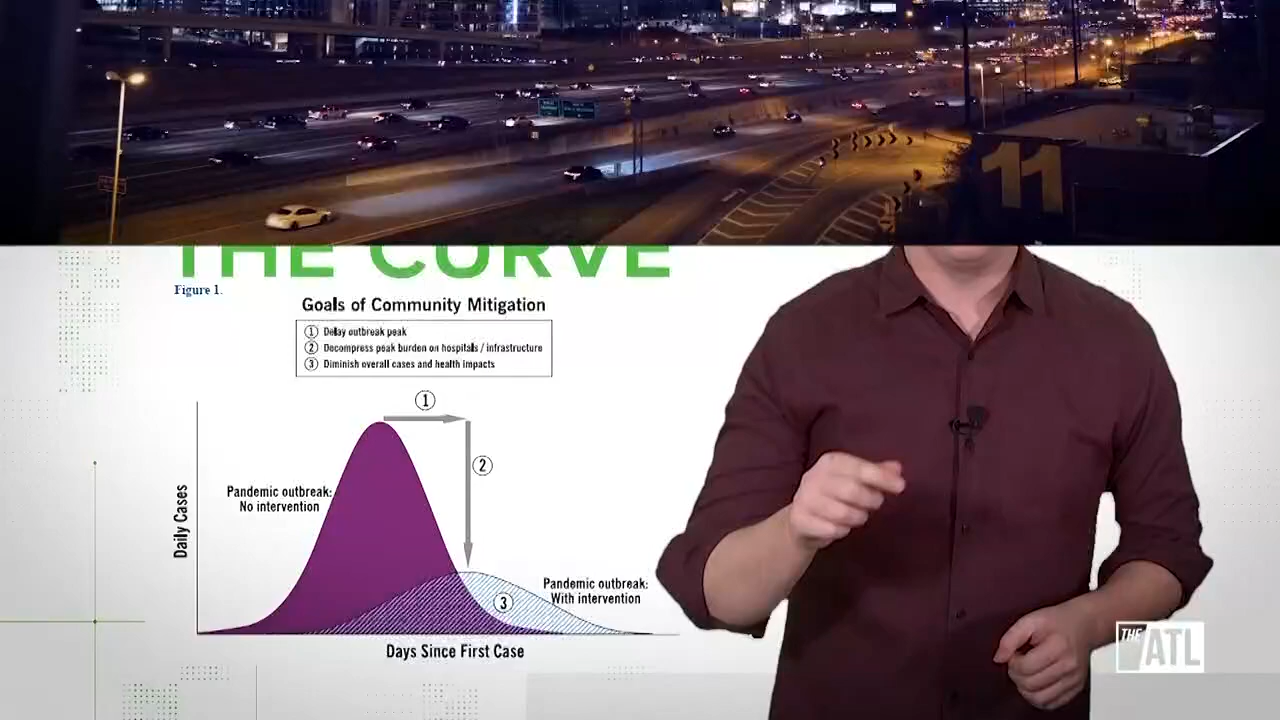 11
THE CURVE
Figure 1.
Goals of Community Mitigation
1 Delay outbreak peak
2 Decompress peak burden on hospitals / infrastructure
3 Diminish overall cases and health impacts
1
2
Pandemic outbreak:
No intervention
Daily Cases
3
Pandemic outbreak:
With intervention
Days Since First Case
THE ATL